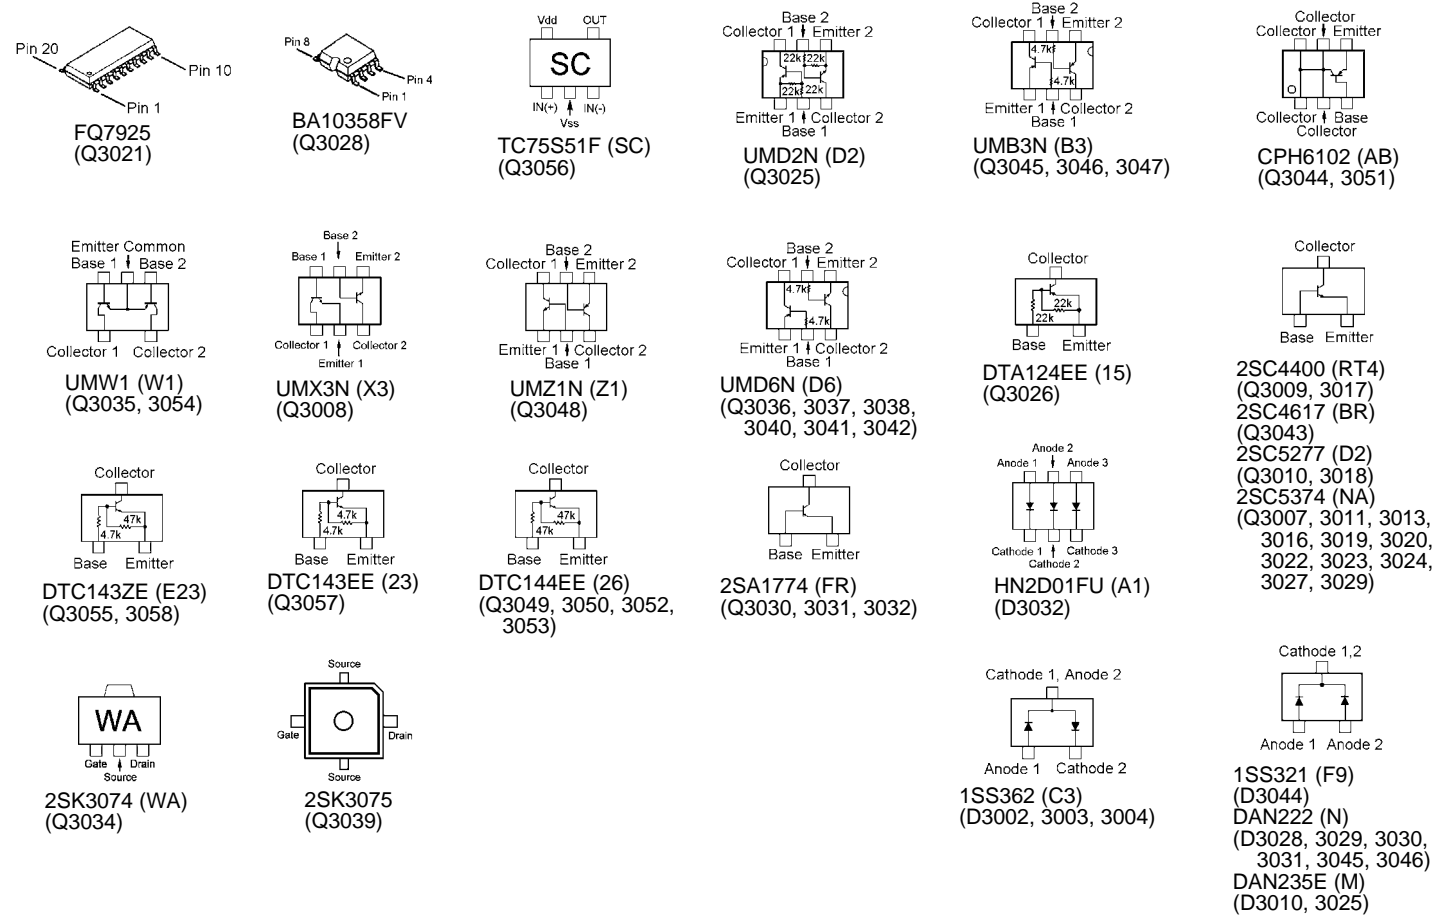 Pin 20
Pin 10
Pin 1
FQ7925
(Q3021)
Pin 8
Pin 4
Pin 1
BA10358FV
(Q3028)
Vdd OUT
SC
IN(+) IN(-)
Vss
TC75S51F (SC)
(Q3056)
Base 2
Collector 1 Emitter 2
22k 22k
22k 22k
Emitter 1 Collector 2
Base 1
UMD2N (D2)
(Q3025)
Base 2
Collector 1 Emitter 2
4.7k
4.7k
Emitter 1 Collector 2
Base 1
UMB3N (B3)
(Q3045, 3046, 3047)
Collector
Collector Emitter
Collector Base
Collector
CPH6102 (AB)
(Q3044, 3051)
Emitter Common
Base 1 Base 2
Collector 1 Collector 2
UMW1 (W1)
(Q3035, 3054)
Base 2
Base 1 Emitter 2
Collector 1 Collector 2
Emitter 1
UMX3N (X3)
(Q3008)
Base 2
Collector 1 Emitter 2
Emitter 1 Collector 2
Base 1
UMZ1N (Z1)
(Q3048)
Base 2
Collector 1 Emitter 2
4.7k
4.7k
Emitter 1 Collector 2
Base 1
UMD6N (D6)
(Q3036, 3037, 3038,
3040, 3041, 3042)
Collector
22k
22k
Base Emitter
DTA124EE (15)
(Q3026)
Collector
Base Emitter
2SC4400 (RT4)
(Q3009, 3017)
2SC4617 (BR)
(Q3043)
2SC5277 (D2)
(Q3010, 3018)
2SC5374 (NA)
(Q3007, 3011, 3013,
3016, 3019, 3020,
3022, 3023, 3024,
3027, 3029)
Collector
47k
4.7k
Base Emitter
DTC143ZE (E23)
(Q3055, 3058)
Collector
4.7k
4.7k
Base Emitter
DTC143EE (23)
(Q3057)
Collector
47k
47k
Base Emitter
DTC144EE (26)
(Q3049, 3050, 3052,
3053)
Collector
Base Emitter
2SA1774 (FR)
(Q3030, 3031, 3032)
Anode 2
Anode 1 Anode 3
Cathode 1 Cathode 3
Cathode 2
HN2D01FU (A1)
(D3032)
WA
Gate Drain
Source
2SK3074 (WA)
(Q3034)
Source
Gate Drain
Source
2SK3075
(Q3039)
Cathode 1, Anode 2
Anode 1 Cathode 2
1SS362 (C3)
(D3002, 3003, 3004)
Cathode 1,2
Anode 1 Anode 2
1SS321 (F9)
(D3044)
DAN222 (N)
(D3028, 3029, 3030,
3031, 3045, 3046)
DAN235E (M)
(D3010, 3025)